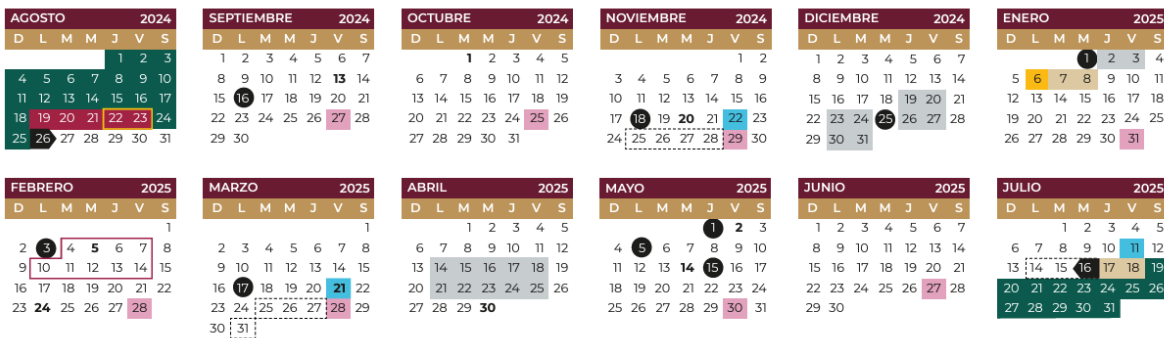 AGOSTO 2024
D L M M J V S
1 2 3
4 5 6 7 8 9 10
11 12 13 14 15 16 17
18 19 20 21 22 23 24
25 26 27 28 29 30 31
SEPTIEMBRE 2024
D L M M J V S
1 2 3 4 5 6 7
8 9 10 11 12 13 14
15 16 17 18 19 20 21
22 23 24 25 26 27 28
29 30
OCTUBRE 2024
D L M M J V S
1 2 3 4 5
6 7 8 9 10 11 12
13 14 15 16 17 18 19
20 21 22 23 24 25 26
27 28 29 30 31
NOVIEMBRE 2024
D L M M J V S
1 2
3 4 5 6 7 8 9
10 11 12 13 14 15 16
17 18 19 20 21 22 23
24 25 26 27 28 29 30
DICIEMBRE 2024
D L M M J V S
1 2 3 4 5 6 7
8 9 10 11 12 13 14
15 16 17 18 19 20 21
22 23 24 25 26 27 28
29 30 31
ENERO 2025
D L M M J V S
1 2 3 4
5 6 7 8 9 10 11
12 13 14 15 16 17 18
19 20 21 22 23 24 25
26 27 28 29 30 31
FEBRERO 2025
D L M M J V S
1
2 3 4 5 6 7 8
9 10 11 12 13 14 15
16 17 18 19 20 21 22
23 24 25 26 27 28
MARZO 2025
D L M M J V S
1
2 3 4 5 6 7 8
9 10 11 12 13 14 15
16 17 18 19 20 21 22
23 24 25 26 27 28 29
30 31
ABRIL 2025
D L M M J V S
1 2 3 4 5
6 7 8 9 10 11 12
13 14 15 16 17 18 19
20 21 22 23 24 25 26
27 28 29 30
MAYO 2025
D L M M J V S
1 2 3
4 5 6 7 8 9 10
11 12 13 14 15 16 17
18 19 20 21 22 23 24
25 26 27 28 29 30 31
JUNIO 2025
D L M M J V S
1 2 3 4 5 6 7
8 9 10 11 12 13 14
15 16 17 18 19 20 21
22 23 24 25 26 27 28
29 30
JULIO 2025
D L M M J V S
1 2 3 4 5
6 7 8 9 10 11 12
13 14 15 16 17 18 19
20 21 22 23 24 25 26
27 28 29 30 31